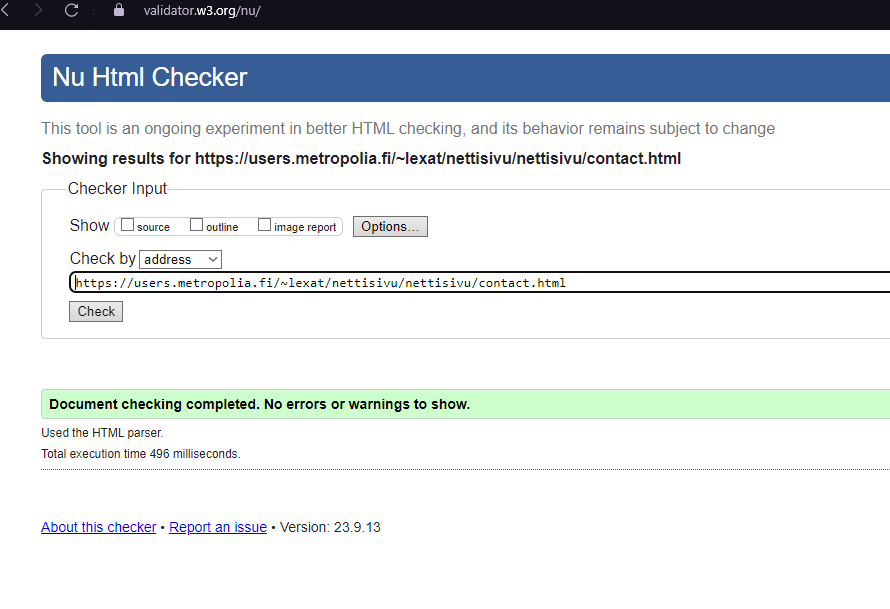 validator.w3.org/nu/
Nu Html Checker
This tool is an ongoing experiment in better HTML checking, and its behavior remains subject to change
Showing results for https://users.metropolia.fi/~lexat/nettisivu/nettisivu/contact.html
Checker Input
Show source outline image report Options...
Check by address
https://users.metropolia.fi/~lexat/nettisivu/nettisivu/contact.html
Check
Document checking completed. No errors or warnings to show.
Used the HTML parser.
Total execution time 496 milliseconds.
About this checker • Report an issue • Version: 23.9.13